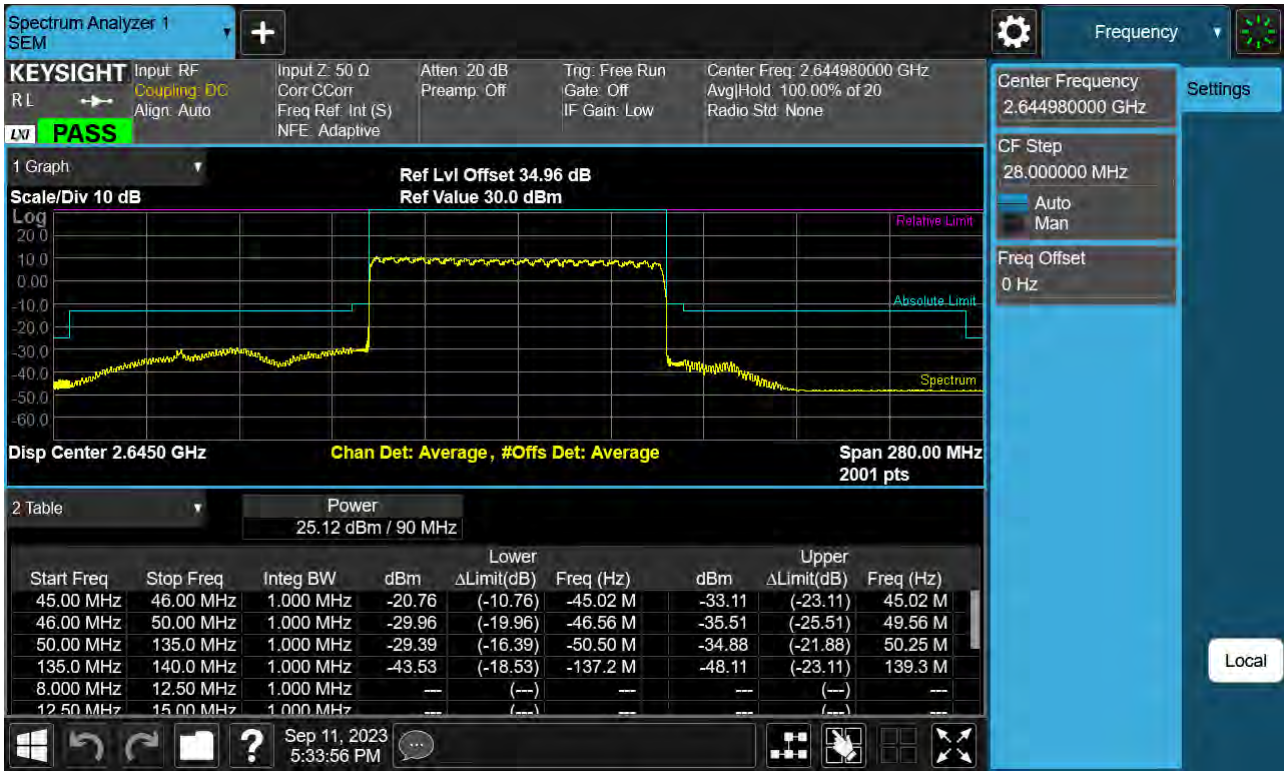 Spectrum Analyzer 1
SEM
+
Frequency
KEYSIGHT
RL
LXI PASS
Input: RF
Coupling: DC
Align: Auto
Input Z: 50 Ω
Corr CCorr
Freq Ref: Int (S)
NFE: Adaptive
Atten: 20 dB
Preamp: Off
Trig: Free Run
Gate: Off
IF Gain: Low
Center Freq: 2.644980000 GHz
Avg|Hold: 100.00% of 20
Radio Std: None
Center Frequency
2.644980000 GHz
Settings
CF Step
28.000000 MHz
Auto
Man
Freq Offset
0 Hz
Local
1 Graph
Scale/Div 10 dB
Ref Lvl Offset 34.96 dB
Ref Value 30.0 dBm
Log
Relative Limit
20.0
10.0
0.00
-10.0
Absolute Limit
-20.0
-30.0
-40.0
Spectrum
-50.0
-60.0
Disp Center 2.6450 GHz
Chan Det: Average, #Offs Det: Average
Span 280.00 MHz
2001 pts
2 Table
Power
25.12 dBm / 90 MHz
Lower Upper
Start Freq Stop Freq Integ BW dBm ΔLimit(dB) Freq (Hz) dBm ΔLimit(dB) Freq (Hz)
45.00 MHz 46.00 MHz 1.000 MHz -20.76 (-10.76) -45.02 M -33.11 (-23.11) 45.02 M
46.00 MHz 50.00 MHz 1.000 MHz -29.96 (-19.96) -46.56 M -35.51 (-25.51) 49.56 M
50.00 MHz 135.0 MHz 1.000 MHz -29.39 (-16.39) -50.50 M -34.88 (-21.88) 50.25 M
135.0 MHz 140.0 MHz 1.000 MHz -43.53 (-18.53) -137.2 M -48.11 (-23.11) 139.3 M
8.000 MHz 12.50 MHz 1.000 MHz --- (---) --- --- (---) ---
12.50 MHz 15.00 MHz 1.000 MHz --- (---) --- --- (---) ---
?
Sep 11, 2023
5:33:56 PM